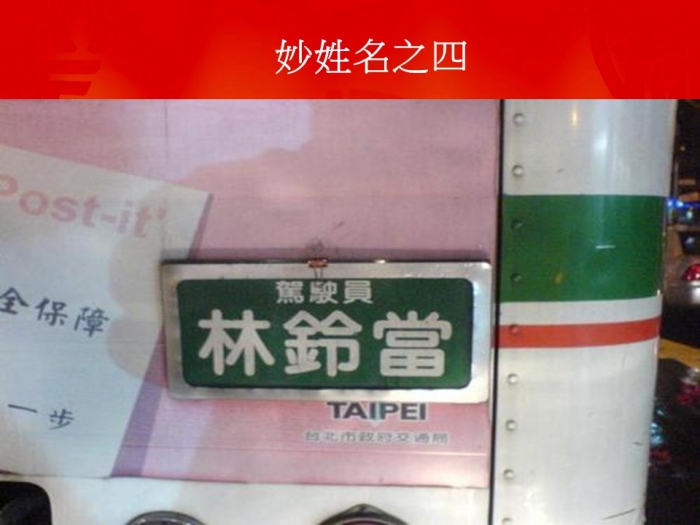 妙姓名之四
Post-it'
全保障
一步
駕駛員
林鈴當
TAIPEI
台北市政府交通局